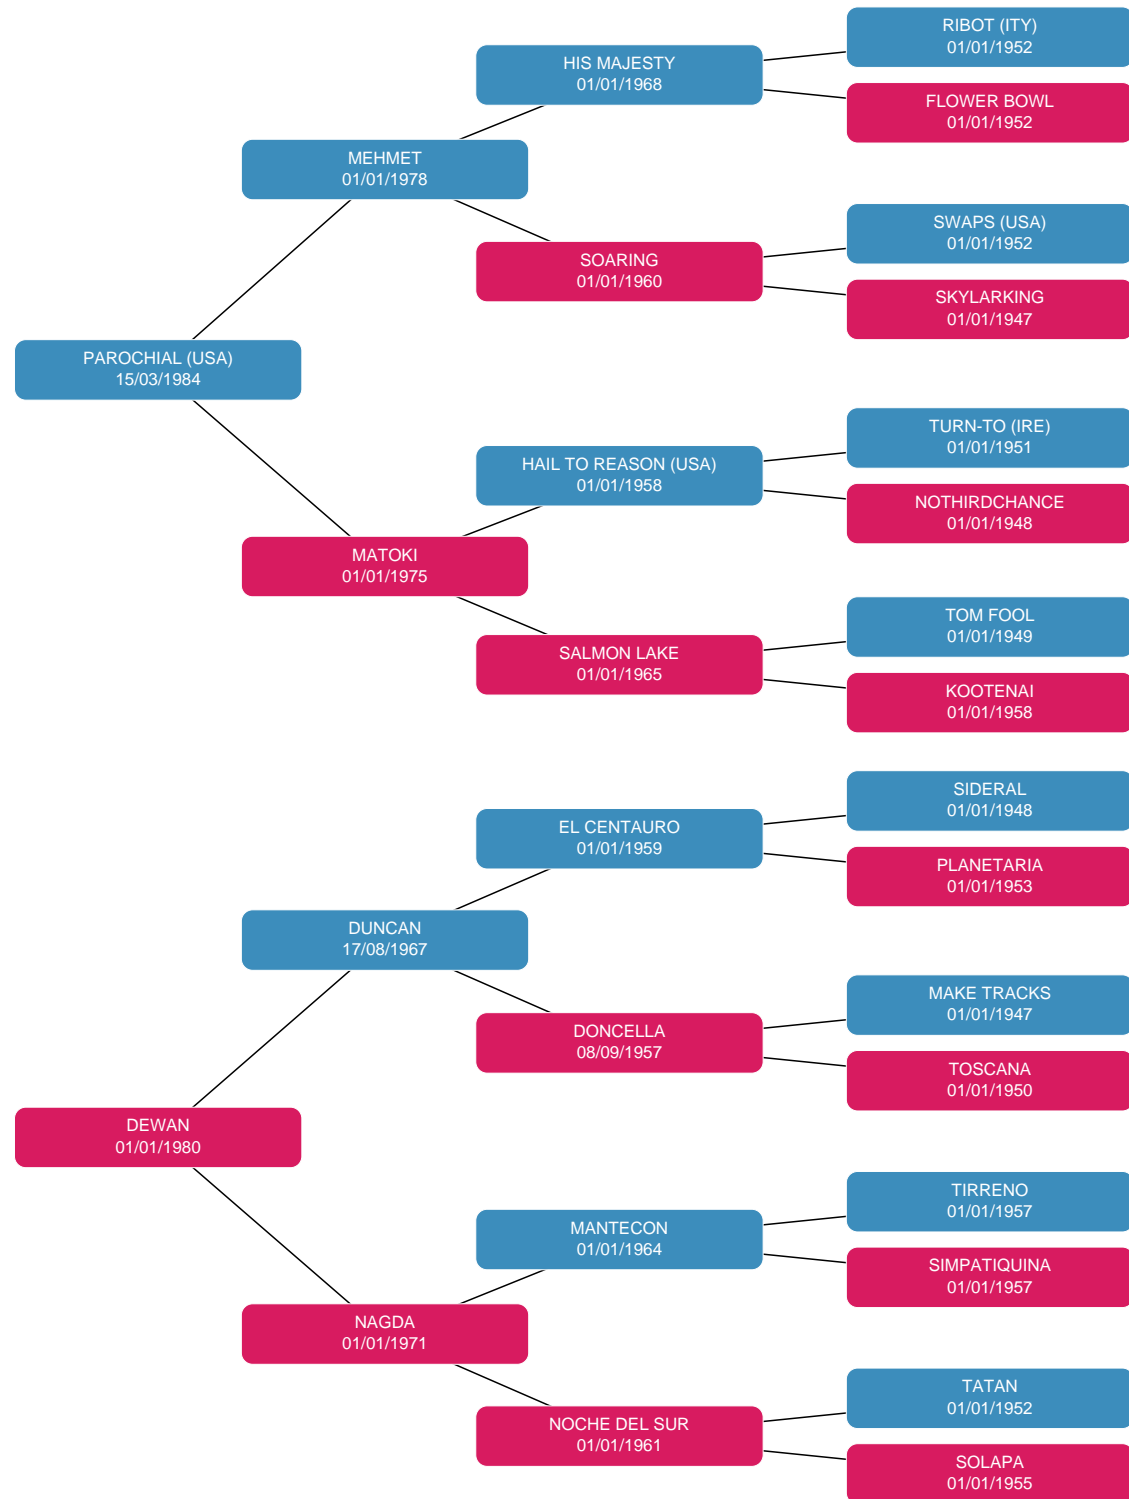 RIBOT (ITY)
01/01/1952
HIS MAJESTY
01/01/1968
FLOWER BOWL
01/01/1952
MEHMET
01/01/1978
SWAPS (USA)
01/01/1952
SOARING
01/01/1960
SKYLARKING
01/01/1947
PAROCHIAL (USA)
15/03/1984
TURN-TO (IRE)
01/01/1951
HAIL TO REASON (USA)
01/01/1958
NOTHIRDCHANCE
01/01/1948
MATOKI
01/01/1975
TOM FOOL
01/01/1949
SALMON LAKE
01/01/1965
KOOTENAI
01/01/1958
SIDERAL
01/01/1948
EL CENTAURO
01/01/1959
PLANETARIA
01/01/1953
DUNCAN
17/08/1967
MAKE TRACKS
01/01/1947
DONCELLA
08/09/1957
TOSCANA
01/01/1950
DEWAN
01/01/1980
TIRRENO
01/01/1957
MANTECON
01/01/1964
SIMPATIQUINA
01/01/1957
NAGDA
01/01/1971
TATAN
01/01/1952
NOCHE DEL SUR
01/01/1961
SOLAPA
01/01/1955